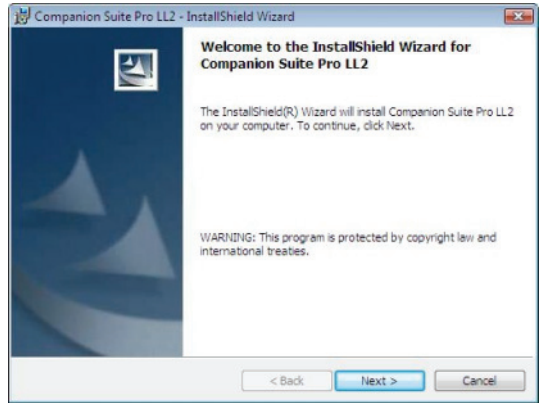 Companion Suite Pro LL2 - InstallShield Wizard
Welcome to the InstallShield Wizard for
Companion Suite Pro LL2
The InstallShield(R) Wizard will install Companion Suite Pro LL2
on your computer. To continue, click Next.
WARNING: This program is protected by copyright law and
international treaties.
< Back Next > Cancel